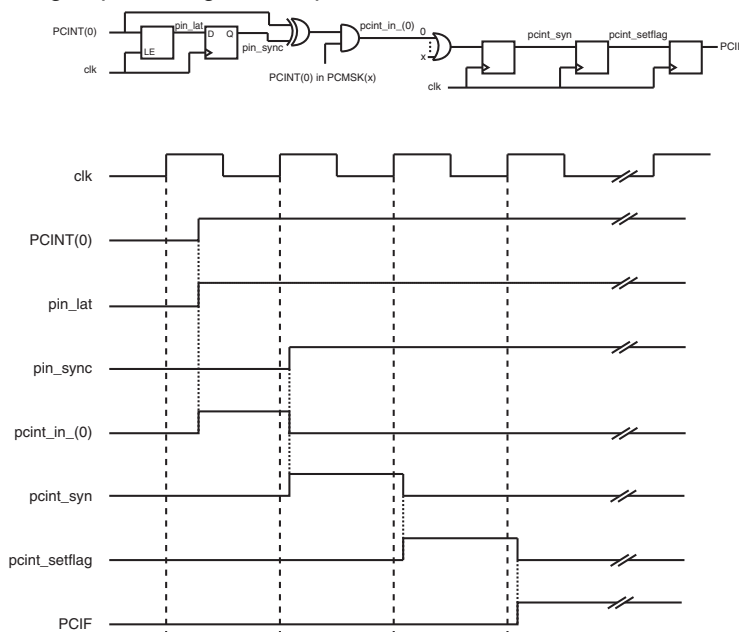 PCINT(0)
LE
pin_lat
D Q
pin_sync
clk
PCINT(0) in PCMSK(x)
pcint_in_(0)
0
x
clk
pcint_syn
pcint_setflag
clk
PCINT(0)
pin_lat
pin_sync
pcint_in_(0)
pcint_syn
pcint_setflag
PCIF